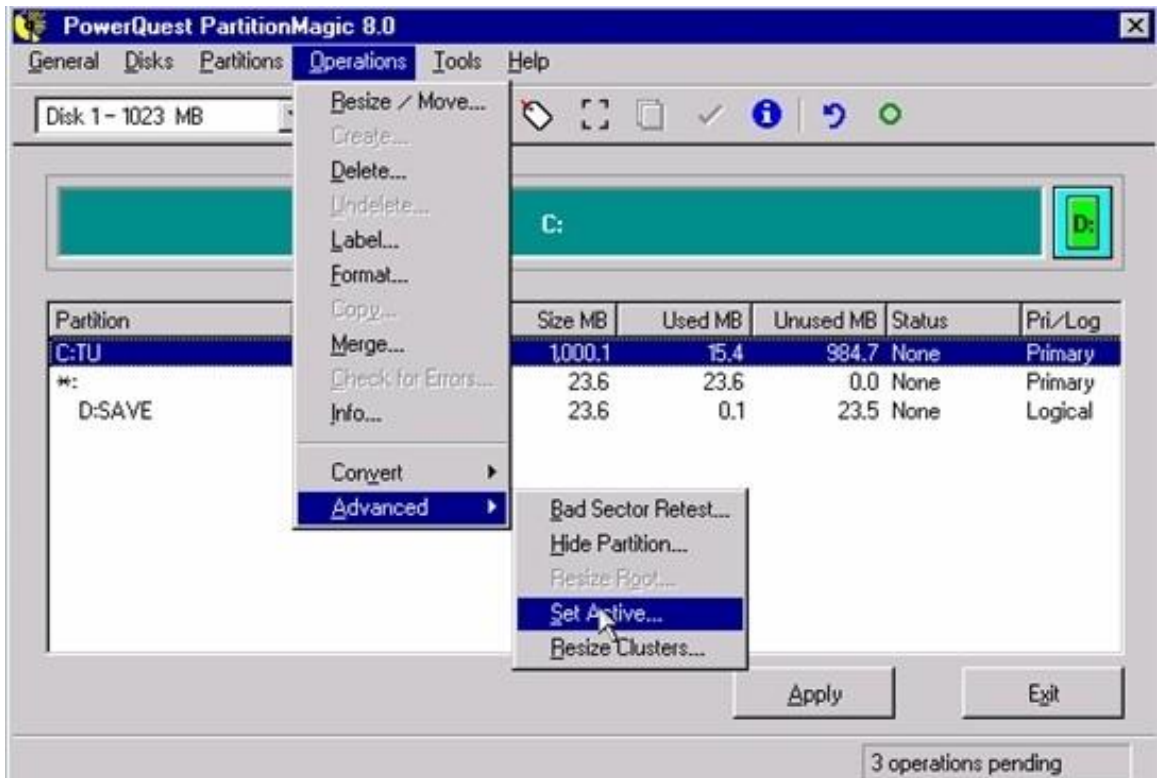 PowerQuest PartitionMagic 8.0
General Disks Partitions Operations Tools Help
Disk 1 - 1023 MB
Resize / Move...
Create...
Delete...
Undelete...
Label...
Format...
Copy...
Merge...
Check for Errors...
Info...
Convert
Advanced
Bad Sector Retest...
Hide Partition...
Resize Root...
Set Active...
Resize Clusters...
C:
D:
Partition Size MB Used MB Unused MB Status Pri/Log
C:TU 1,000.1 15.4 984.7 None Primary
*: 23.6 23.6 0.0 None Primary
D:SAVE 23.6 0.1 23.5 None Logical
Apply Exit
3 operations pending